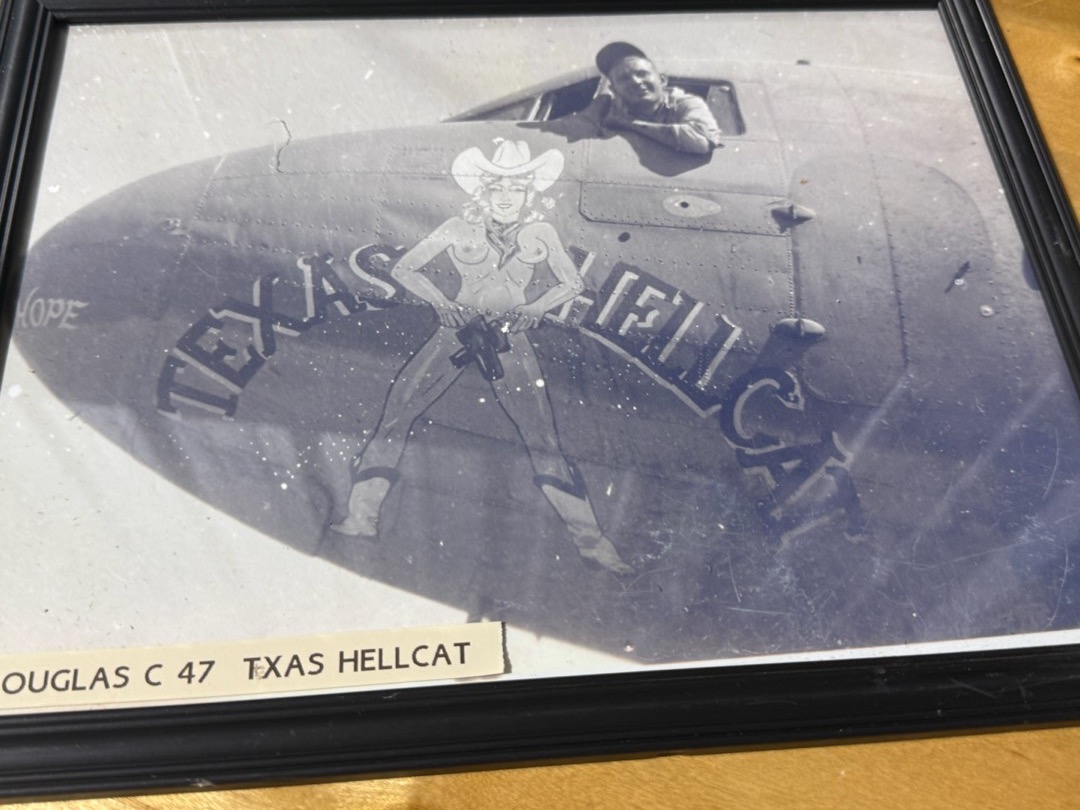 HOPE
TEXAS HELLCAT
OUGLAS C 47 TXAS HELLCAT